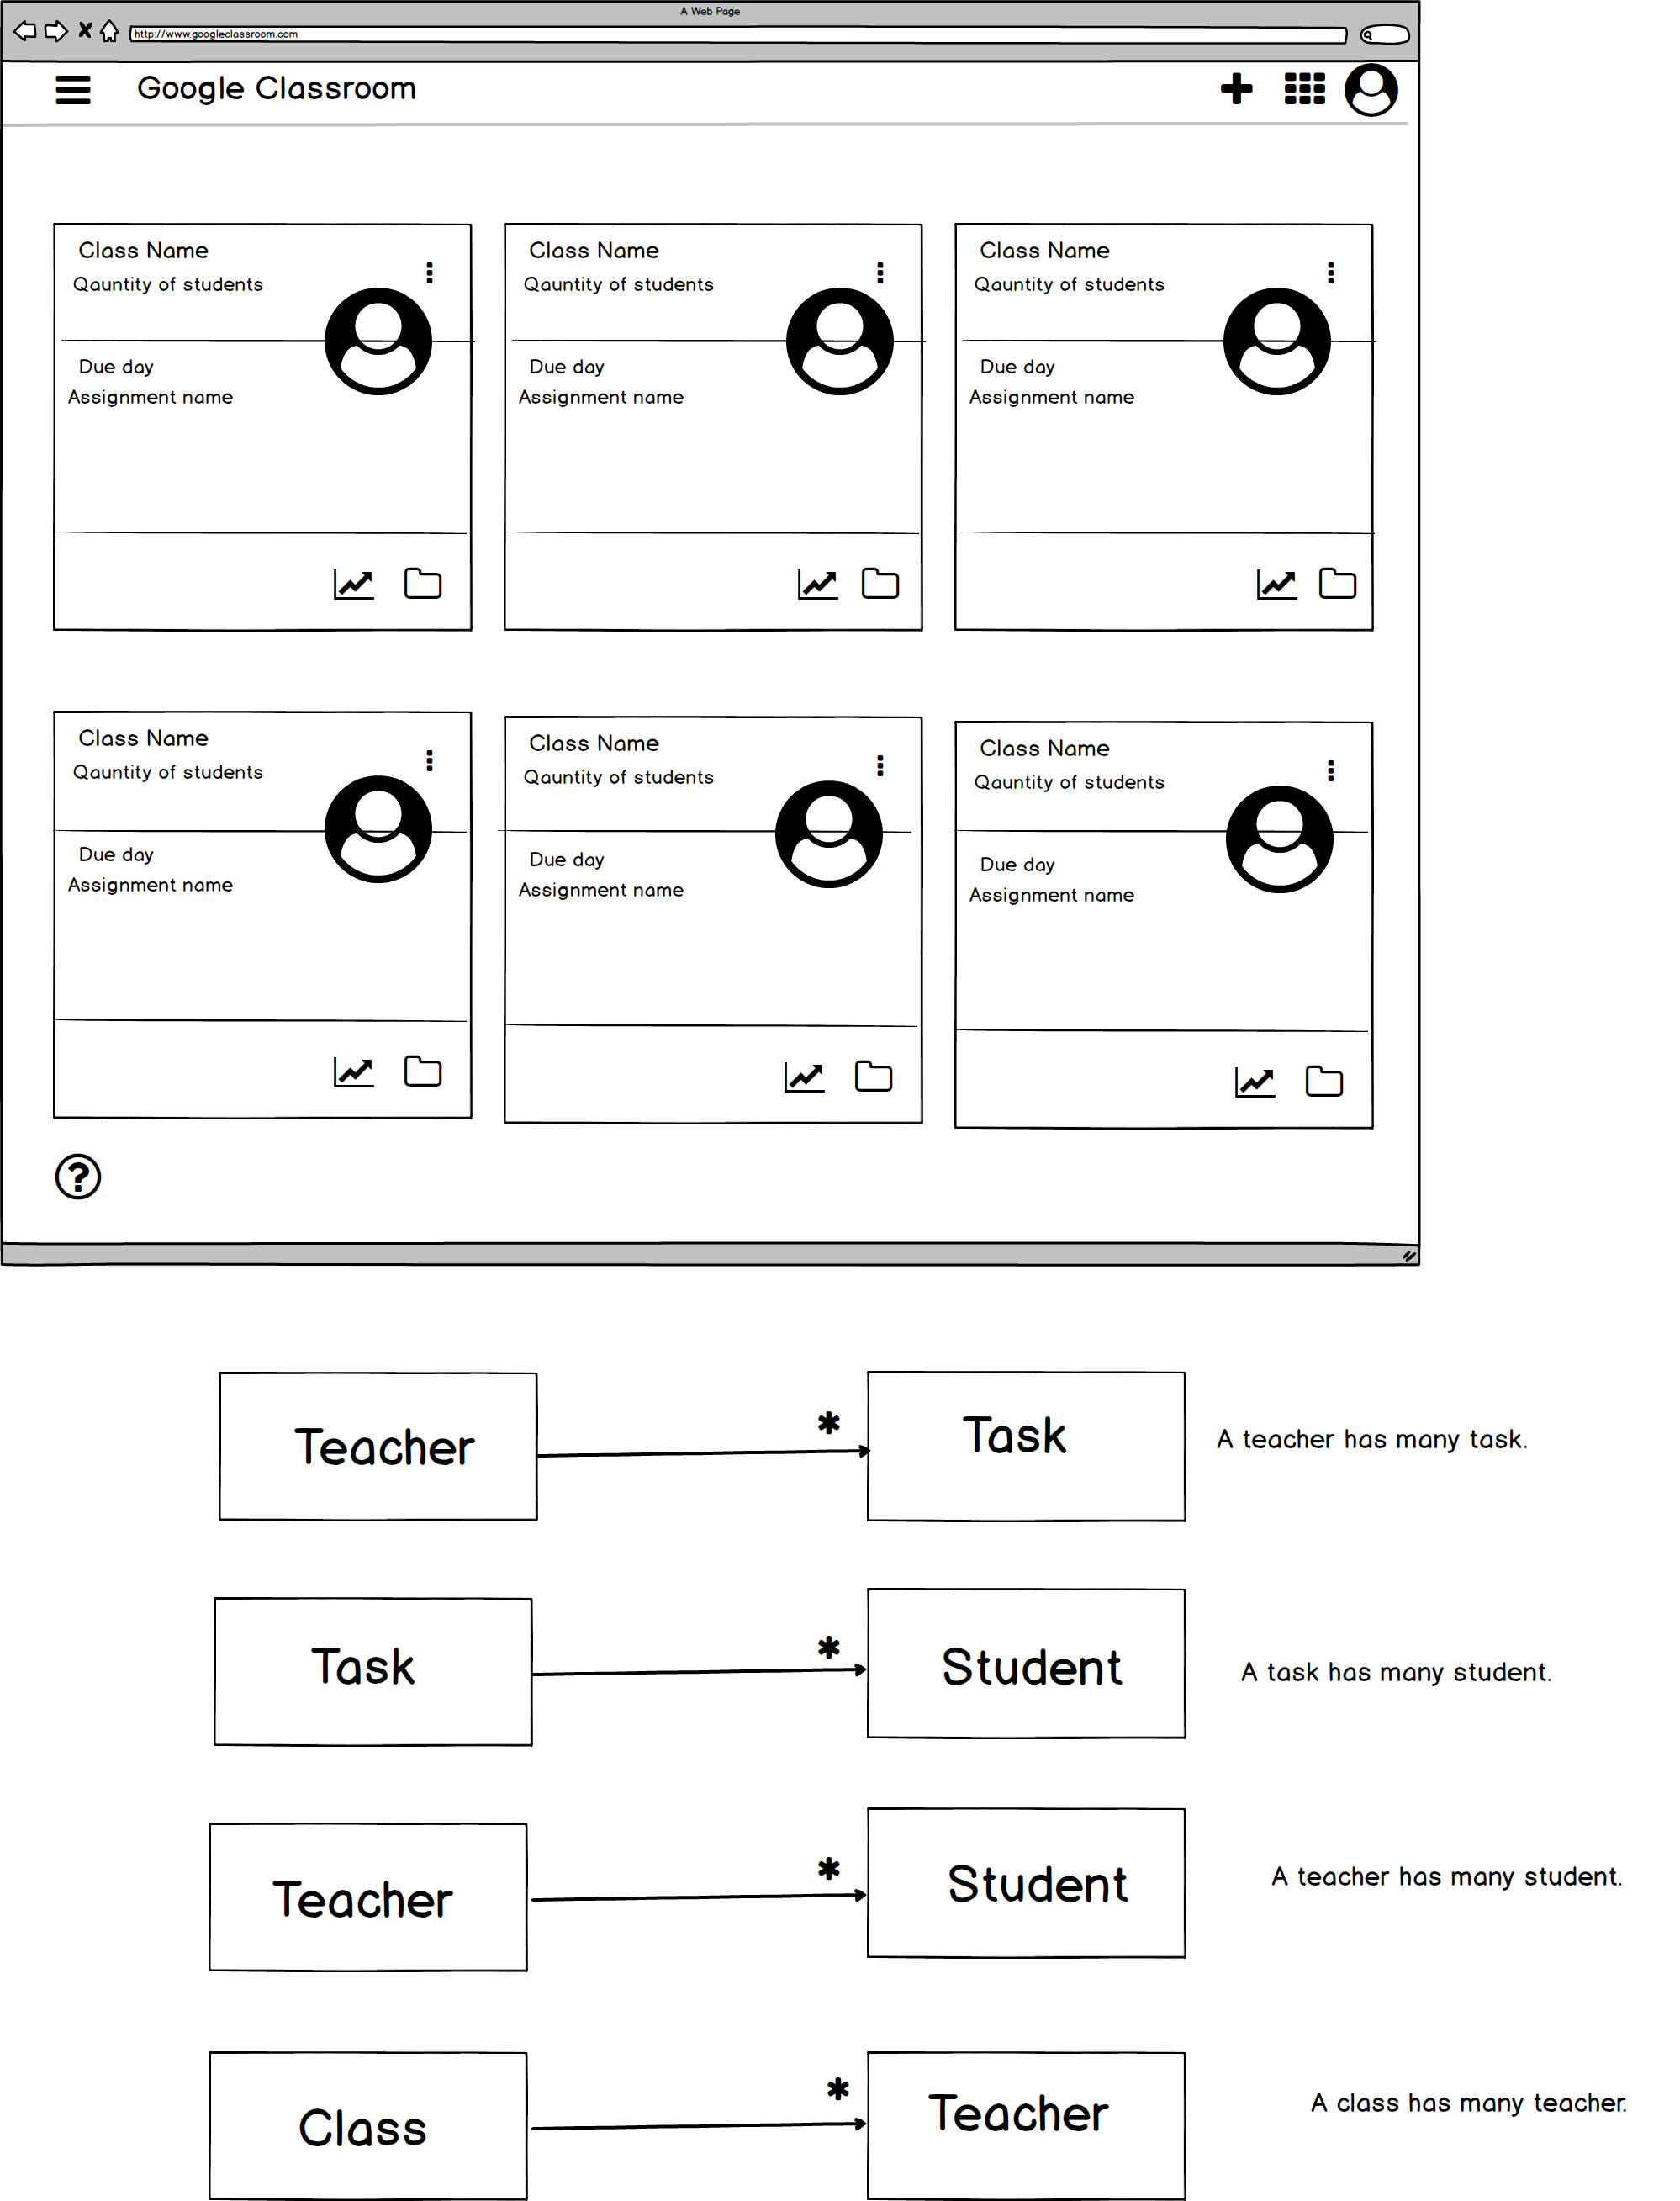 A Web Page
http://www.googleclassroom.com
Google Classroom
Class Name
Qauntity of students
Due day
Assignment name
Class Name
Qauntity of students
Due day
Assignment name
Class Name
Qauntity of students
Due day
Assignment name
Class Name
Qauntity of students
Due day
Assignment name
Class Name
Qauntity of students
Due day
Assignment name
Class Name
Qauntity of students
Due day
Assignment name
?
Teacher
*
Task
A teacher has many task.
Task
*
Student
A task has many student.
Teacher
*
Student
A teacher has many student.
Class
*
Teacher
A class has many teacher.